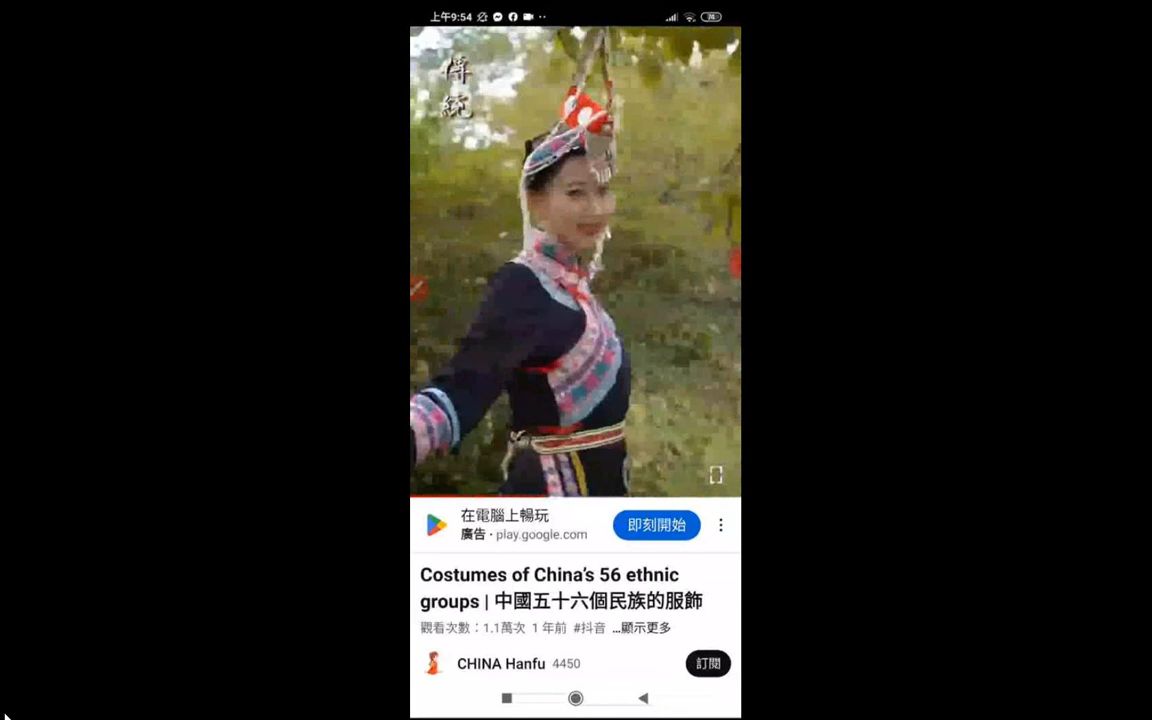 上午9:54
傳
統
在電腦上暢玩
廣告 · play.google.com
即刻開始
Costumes of China's 56 ethnic
groups | 中國五十六個民族的服飾
觀看次數：1.1萬次 1 年前 #抖音 ...顯示更多
CHINA Hanfu 4450
訂閱